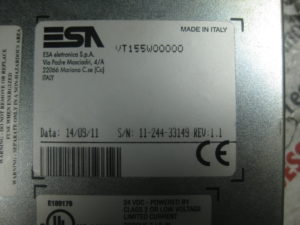 MADE IN ITALY
ESA
VT155W00000
ESA elettronica S.p.A.
Via Padre Masciadri, 4/A
22066 Mariano C.se (Co)
ITALY
Data: 14/09/11 S/N: 11-244-33149 REV:1.1
CE
E189179
24 VDC - POWERED BY
CLASS 2 OR LOW VOLTAGE
LIMITED CURRENT